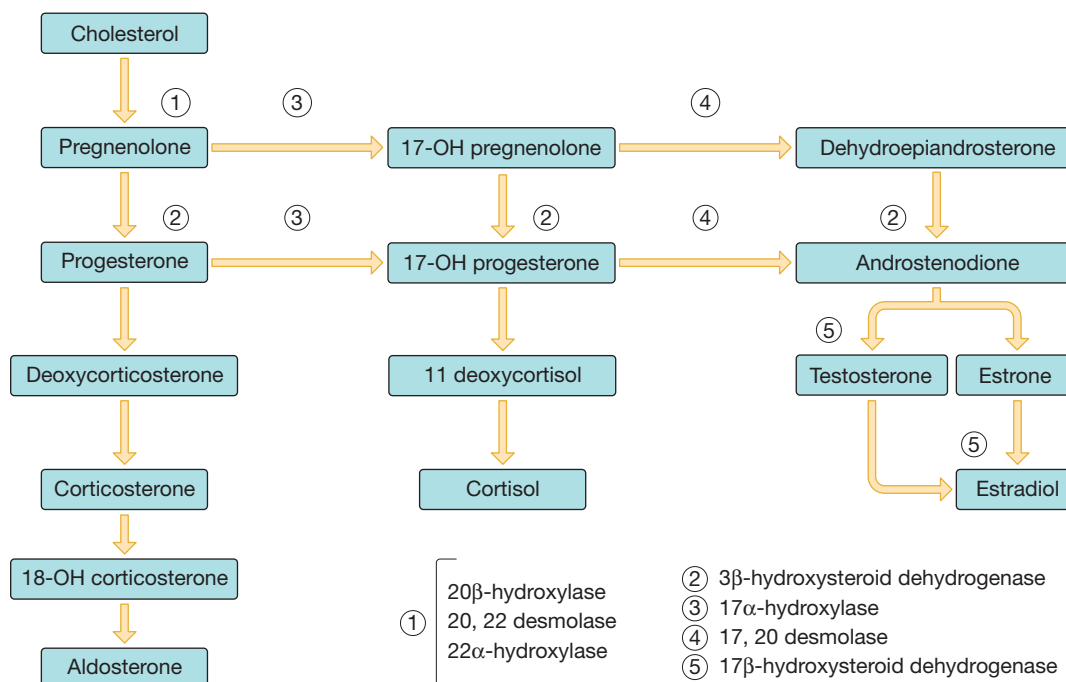 Cholesterol
① ③ ④
Pregnenolone 17-OH pregnenolone Dehydroepiandrosterone
② ③ ② ④ ②
Progesterone 17-OH progesterone Androstenodione
⑤
Deoxycorticosterone 11 deoxycortisol Testosterone Estrone
⑤
Corticosterone Cortisol Estradiol
18-OH corticosterone
Aldosterone
①
20β-hydroxylase
20, 22 desmolase
22α-hydroxylase
② 3β-hydroxysteroid dehydrogenase
③ 17α-hydroxylase
④ 17, 20 desmolase
⑤ 17β-hydroxysteroid dehydrogenase